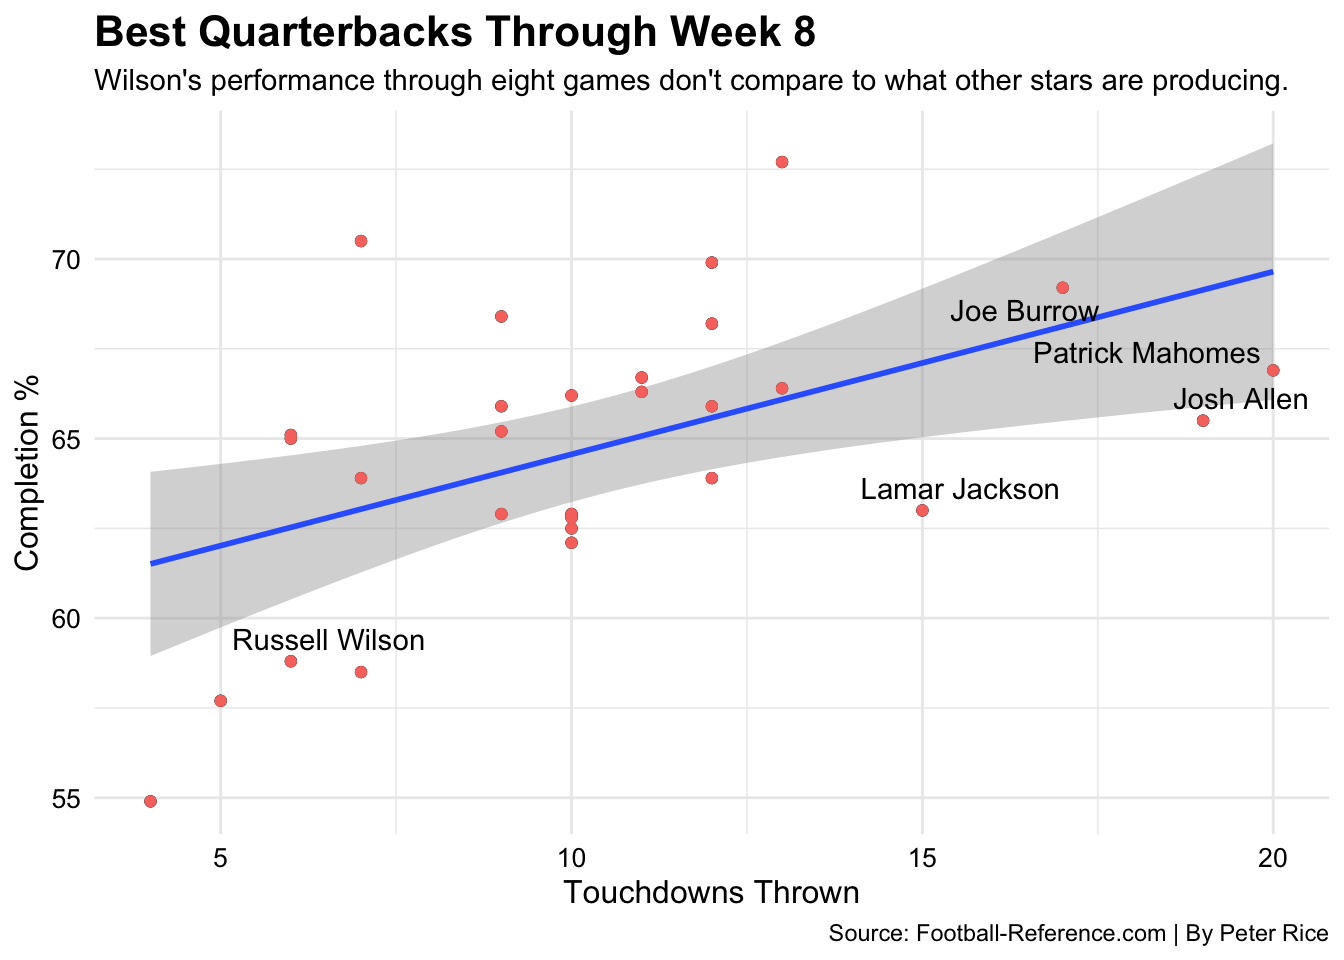 Best Quarterbacks Through Week 8
Wilson's performance through eight games don't compare to what other stars are producing.
Completion %
70
65
60
55
Joe Burrow
Patrick Mahomes
Josh Allen
Lamar Jackson
Russell Wilson
5
10
15
20
Touchdowns Thrown
Source: Football-Reference.com | By Peter Rice